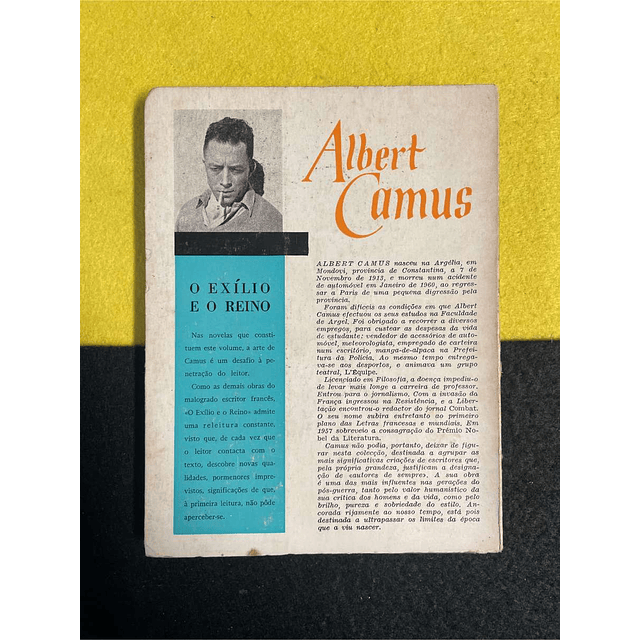 Albert
Camus
O EXÍLIO
E O REINO
Nas novelas que consti-
tuem este volume, a arte de
Camus é um desafio à pe-
netração do leitor.
Como as demais obras do
malogrado escritor francês,
«O Exílio e o Reino» admite
uma releitura constante,
visto que, de cada vez que
o leitor contacta com o
texto, descobre novas qua-
lidades, pormenores impre-
vistos, significações de que,
à primeira leitura, não pôde
aperceber-se.
ALBERT CAMUS nasceu na Argélia, em
Mondovi, província de Constantina, a 7 de
Novembro de 1913, e morreu num acidente
de automóvel em Janeiro de 1960, ao regres-
sar a Paris de uma pequena digressão pela
província.
Foram difíceis as condições em que Albert
Camus efectuou os seus estudos na Faculdade
de Argel. Foi obrigado a recorrer a diversos
empregos, para custear as despesas da vida
de estudante: vendedor de acessórios de auto-
móvel, meteorologista, empregado de carteira
num escritório, manga-de-alpaca na Prefei-
tura da Polícia. Ao mesmo tempo entrega-
va-se aos desportos, e animava um grupo
teatral, L'Équipe.
Licenciado em Filosofia, a doença impediu-o
de levar mais longe a carreira de professor.
Entrou para o jornalismo. Com a invasão da
França ingressou na Resistência, e a Liber-
tação encontrou-o redactor do jornal Combat.
O seu nome subira entretanto ao primeiro
plano das Letras francesas e mundiais. Em
1957 sobreveio a consagração do Prémio No-
bel da Literatura.
Camus não podia, portanto, deixar de figu-
rar nesta colecção, destinada a agrupar as
mais significativas criações de escritores que,
pela própria grandeza, justificam a designa-
ção de «autores de sempre». A sua obra
é uma das mais influentes nas gerações do
pós-guerra, tanto pelo valor humanístico da
sua crítica dos homens e da vida, como pelo
brilho, pureza e sobriedade do estilo. An-
corada rijamente ao nosso tempo, está pois
destinada a ultrapassar os limites da época
que a viu nascer.